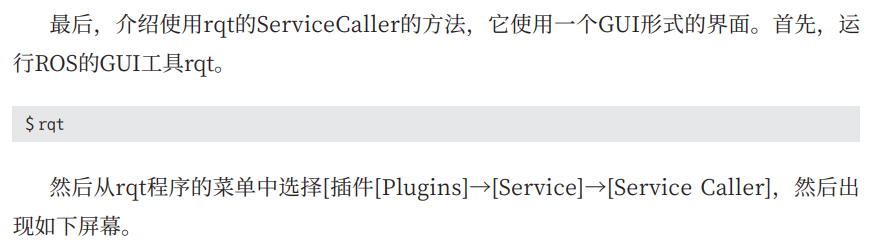 最后，介绍使用rqt的ServiceCaller的方法，它使用一个GUI形式的界面。首先，运
行ROS的GUI工具rqt。
$ rqt
然后从rqt程序的菜单中选择[插件[Plugins]→[Service]→[Service Caller]，然后出
现如下屏幕。